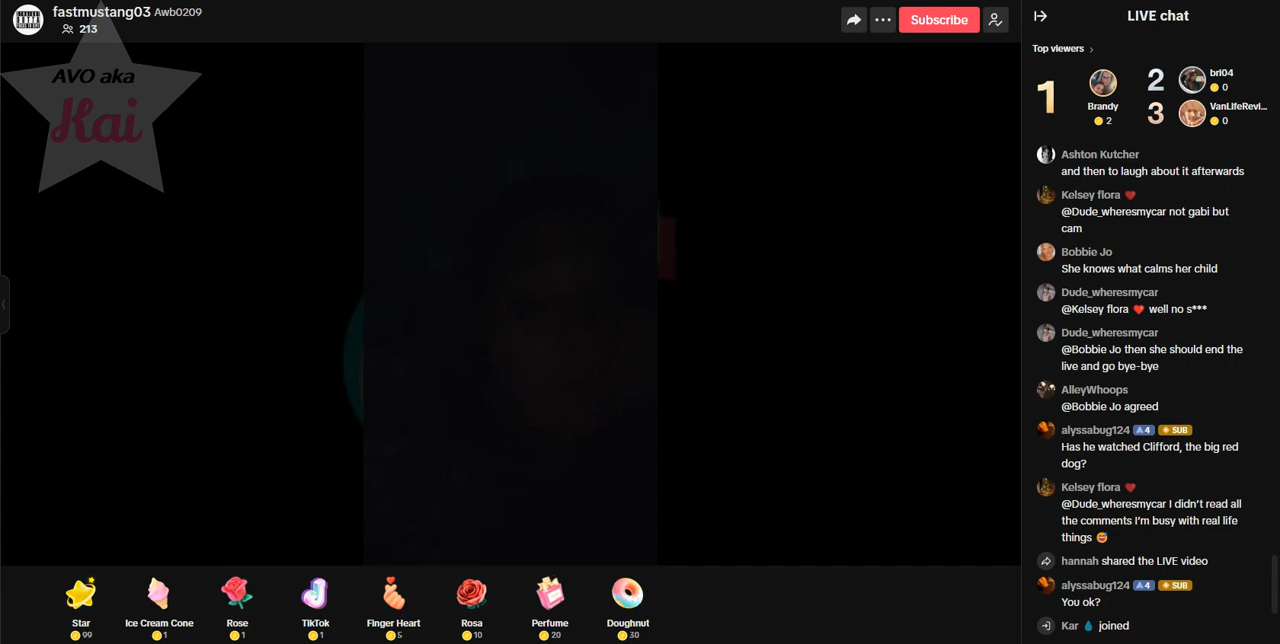 fastmustang03 Awb0209
213
Subscribe
AVO aka
Kai
LIVE chat
Top viewers
1
Brandy
2
2
bri04
0
3
VanLifeRevi...
0
Ashton Kutcher
and then to laugh about it afterwards
Kelsey flora ❤️
@Dude_wheresmycar not gabi but
cam
Bobbie Jo
She knows what calms her child
Dude_wheresmycar
@Kelsey flora ❤️ well no s***
Dude_wheresmycar
@Bobbie Jo then she should end the
live and go bye-bye
AlleyWhoops
@Bobbie Jo agreed
alyssabug124 4 SUB
Has he watched Clifford, the big red
dog?
Kelsey flora ❤️
@Dude_wheresmycar I didn't read all
the comments I'm busy with real life
things 😅
hannah shared the LIVE video
alyssabug124 4 SUB
You ok?
Kar 💧 joined
Star
99
Ice Cream Cone
1
Rose
1
TikTok
1
Finger Heart
5
Rosa
10
Perfume
20
Doughnut
30